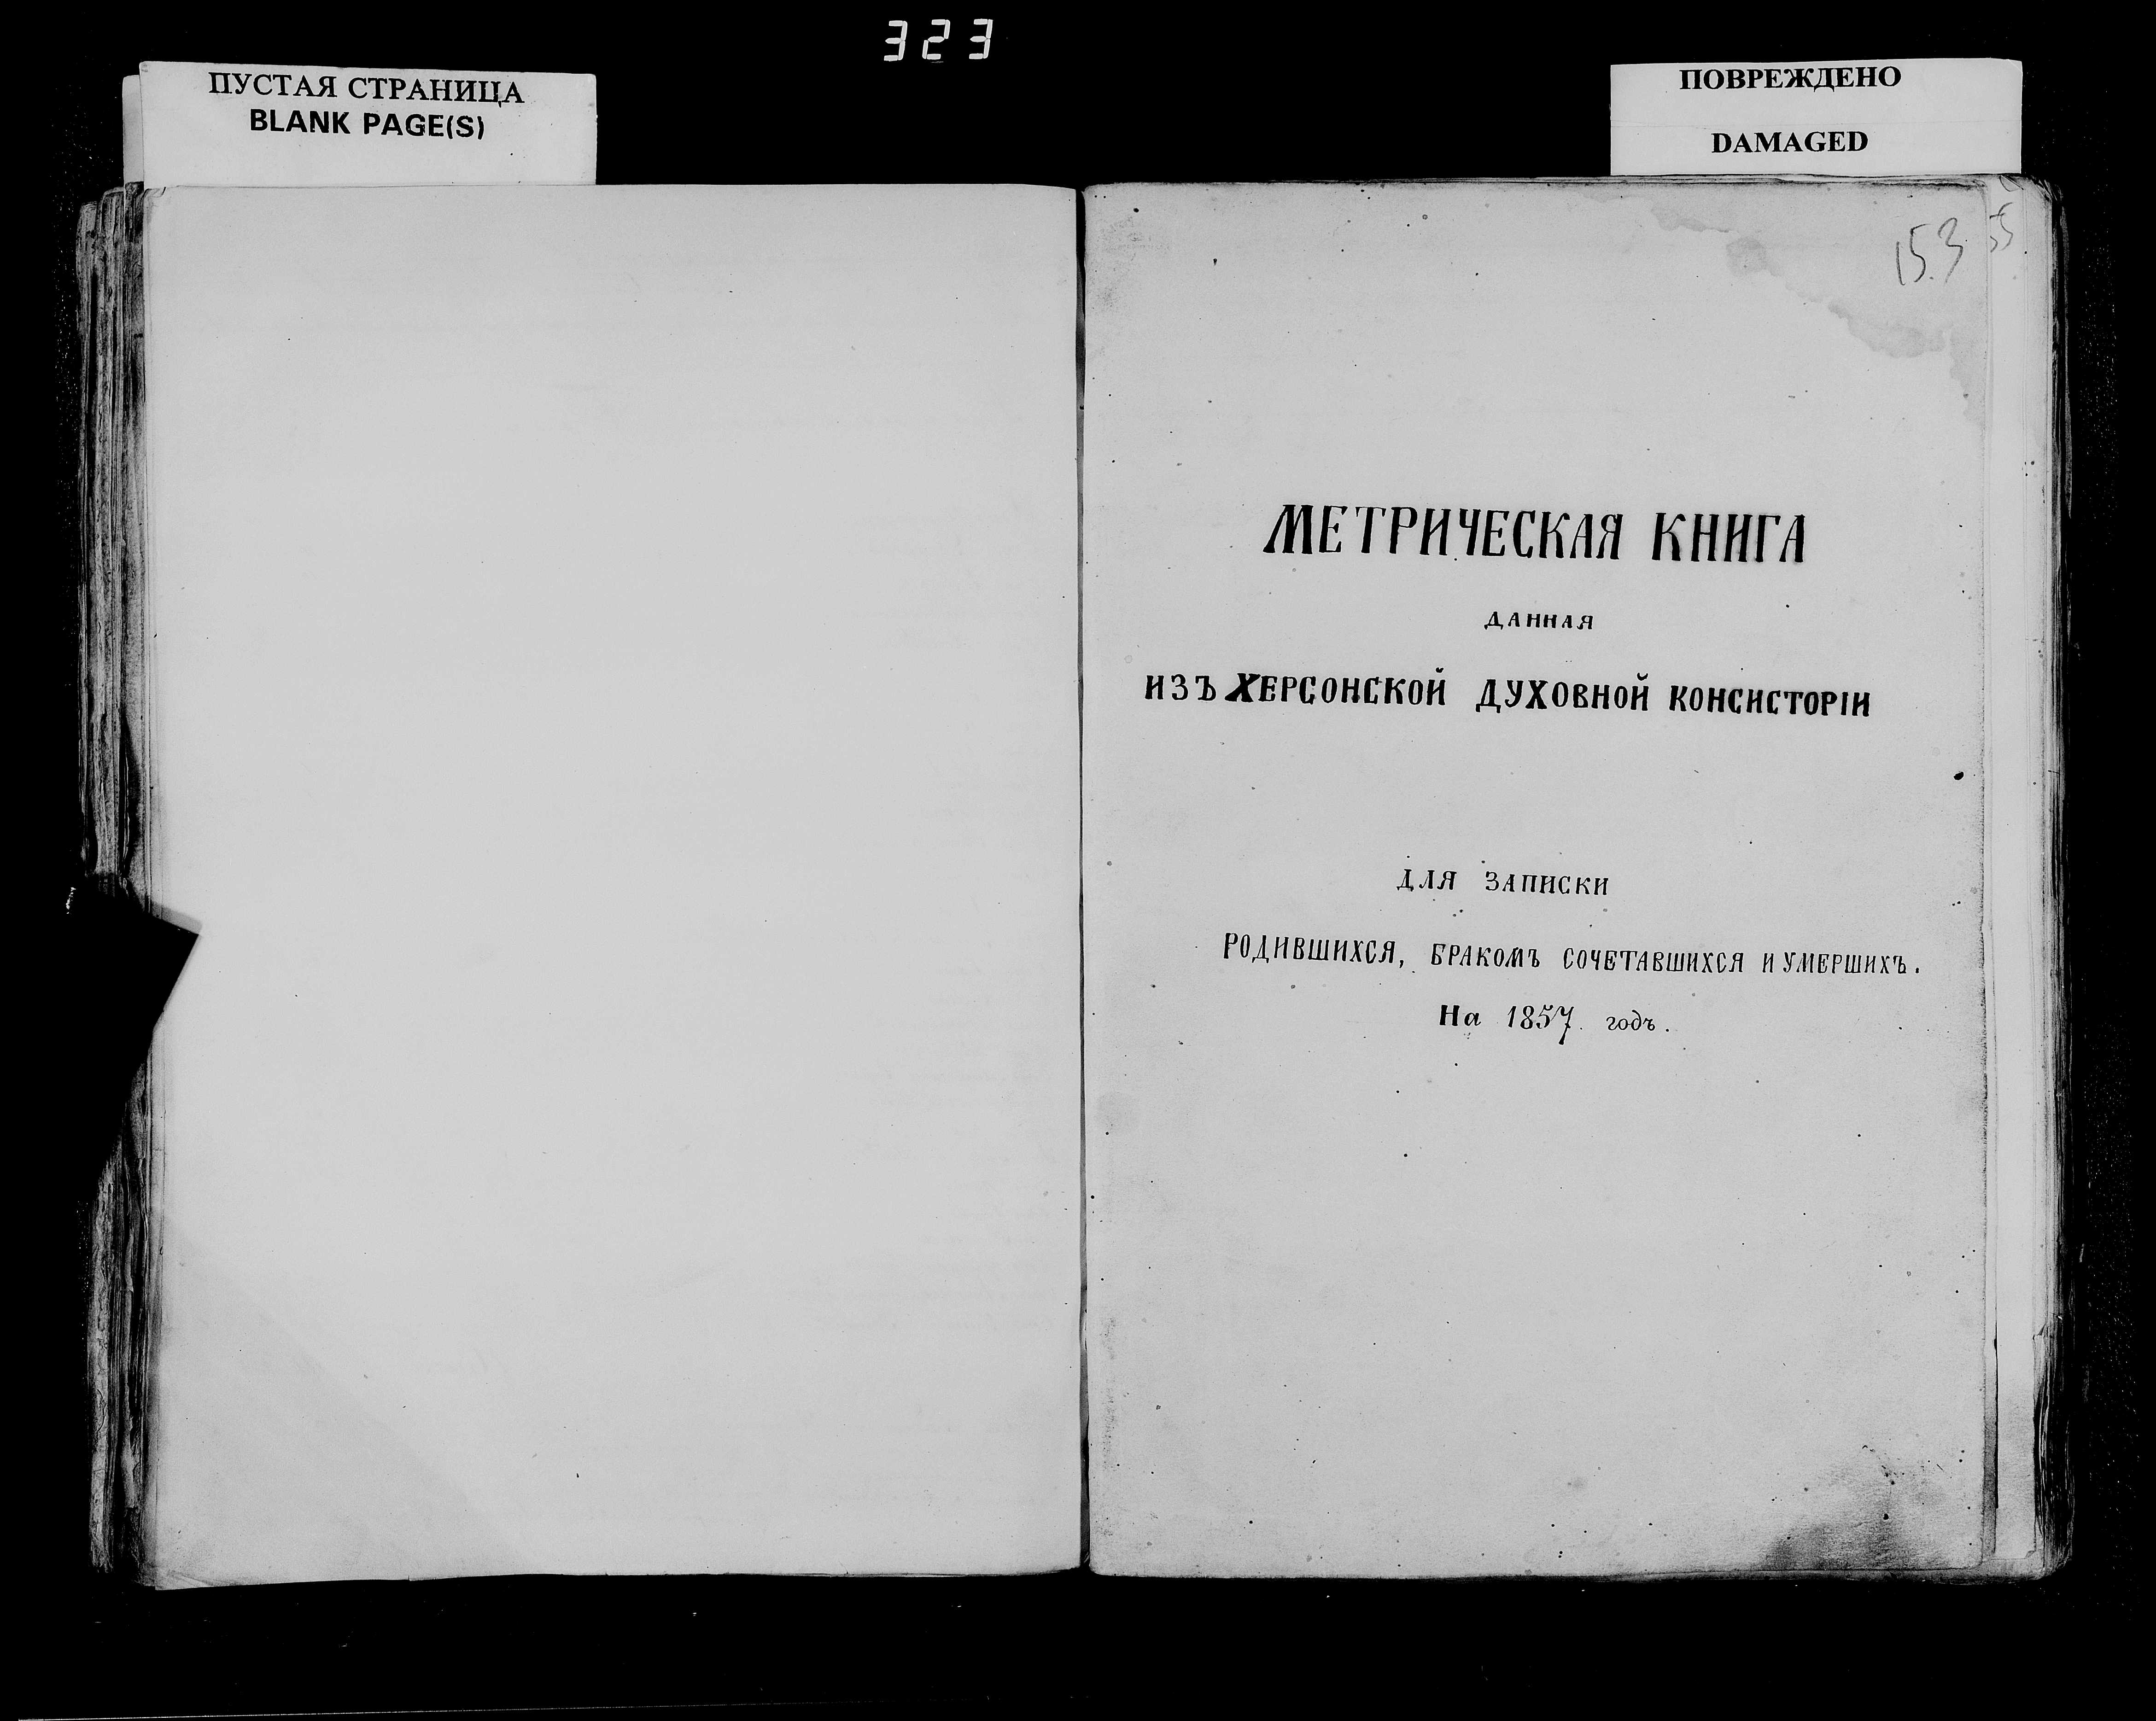 323
ПУСТАЯ СТРАНИЦА
BLANK PAGE(S)
ПОВРЕЖДЕНО
DAMAGED
153
МЕТРИЧЕСКАЯ КНИГА
ДАННАЯ
ИЗЪ ХЕРСОНСКОЙ ДУХОВНОЙ КОНСИСТОРІИ
ДЛЯ ЗАПИСКИ
РОДИВШИХСЯ, БРАКОМЪ СОЧЕТАВШИХСЯ И УМЕРШИХЪ.
На 1857 годъ.